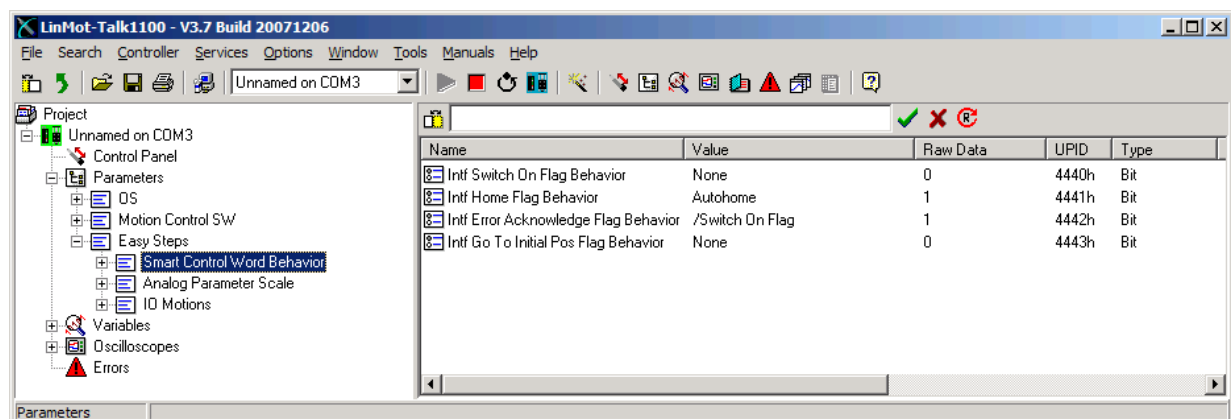 LinMot-Talk1100 - V3.7 Build 20071206
File Search Controller Services Options Window Tools Manuals Help
Unnamed on COM3
Project
Unnamed on COM3
Control Panel
Parameters
OS
Motion Control SW
Easy Steps
Smart Control Word Behavior
Analog Parameter Scale
IO Motions
Variables
Oscilloscopes
Errors
Name Value Raw Data UPID Type
Intf Switch On Flag Behavior None 0 4440h Bit
Intf Home Flag Behavior Autohome 1 4441h Bit
Intf Error Acknowledge Flag Behavior /Switch On Flag 1 4442h Bit
Intf Go To Initial Pos Flag Behavior None 0 4443h Bit
Parameters